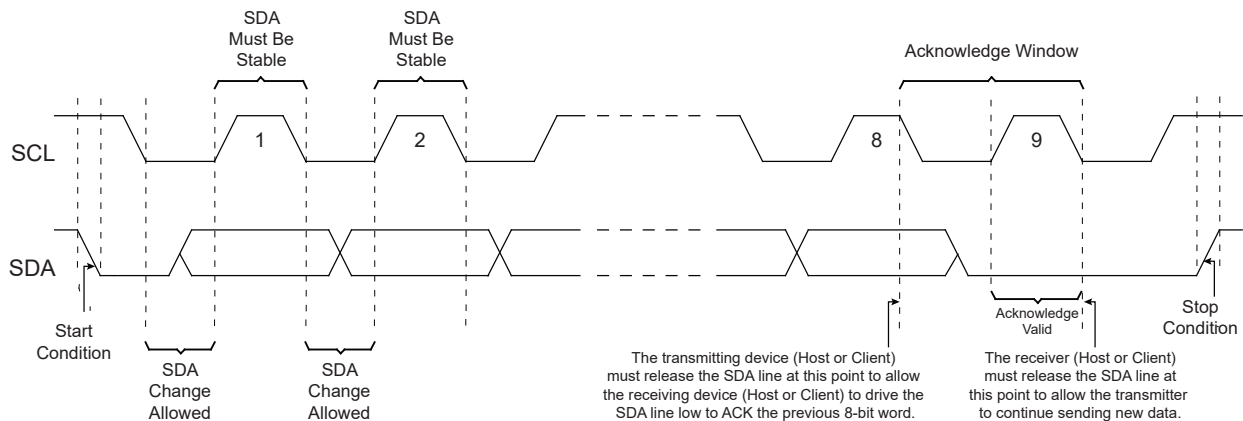 SDA
Must Be
Stable
SDA
Must Be
Stable
Acknowledge Window
SCL
1
2
8
9
SDA
Start
Condition
SDA
Change
Allowed
SDA
Change
Allowed
Acknowledge
Valid
Stop
Condition
The transmitting device (Host or Client)
must release the SDA line at this point to allow
the receiving device (Host or Client) to drive the
SDA line low to ACK the previous 8-bit word.
The receiver (Host or Client)
must release the SDA line at
this point to allow the transmitter
to continue sending new data.